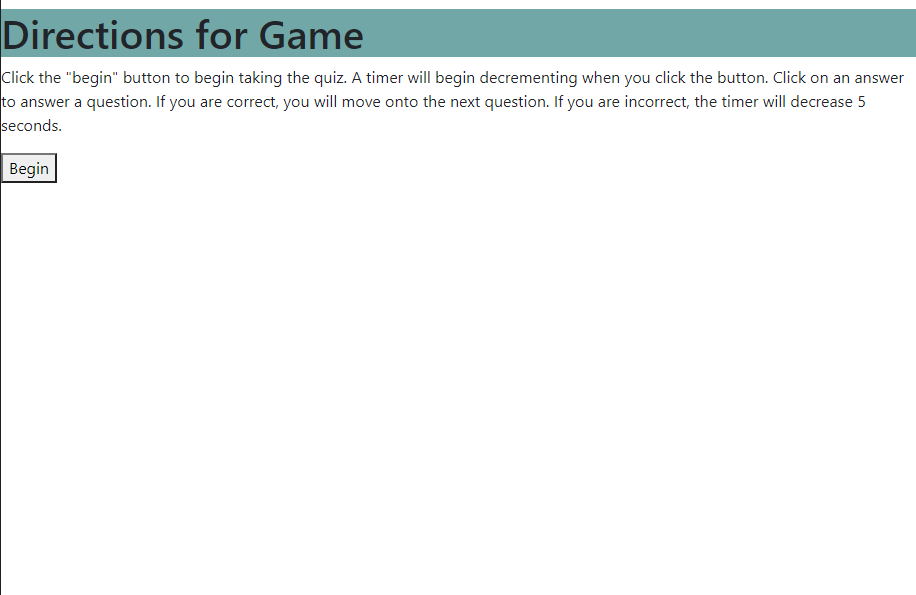 Directions for Game
Click the "begin" button to begin taking the quiz. A timer will begin decrementing when you click the button. Click on an answer
to answer a question. If you are correct, you will move onto the next question. If you are incorrect, the timer will decrease 5
seconds.
Begin